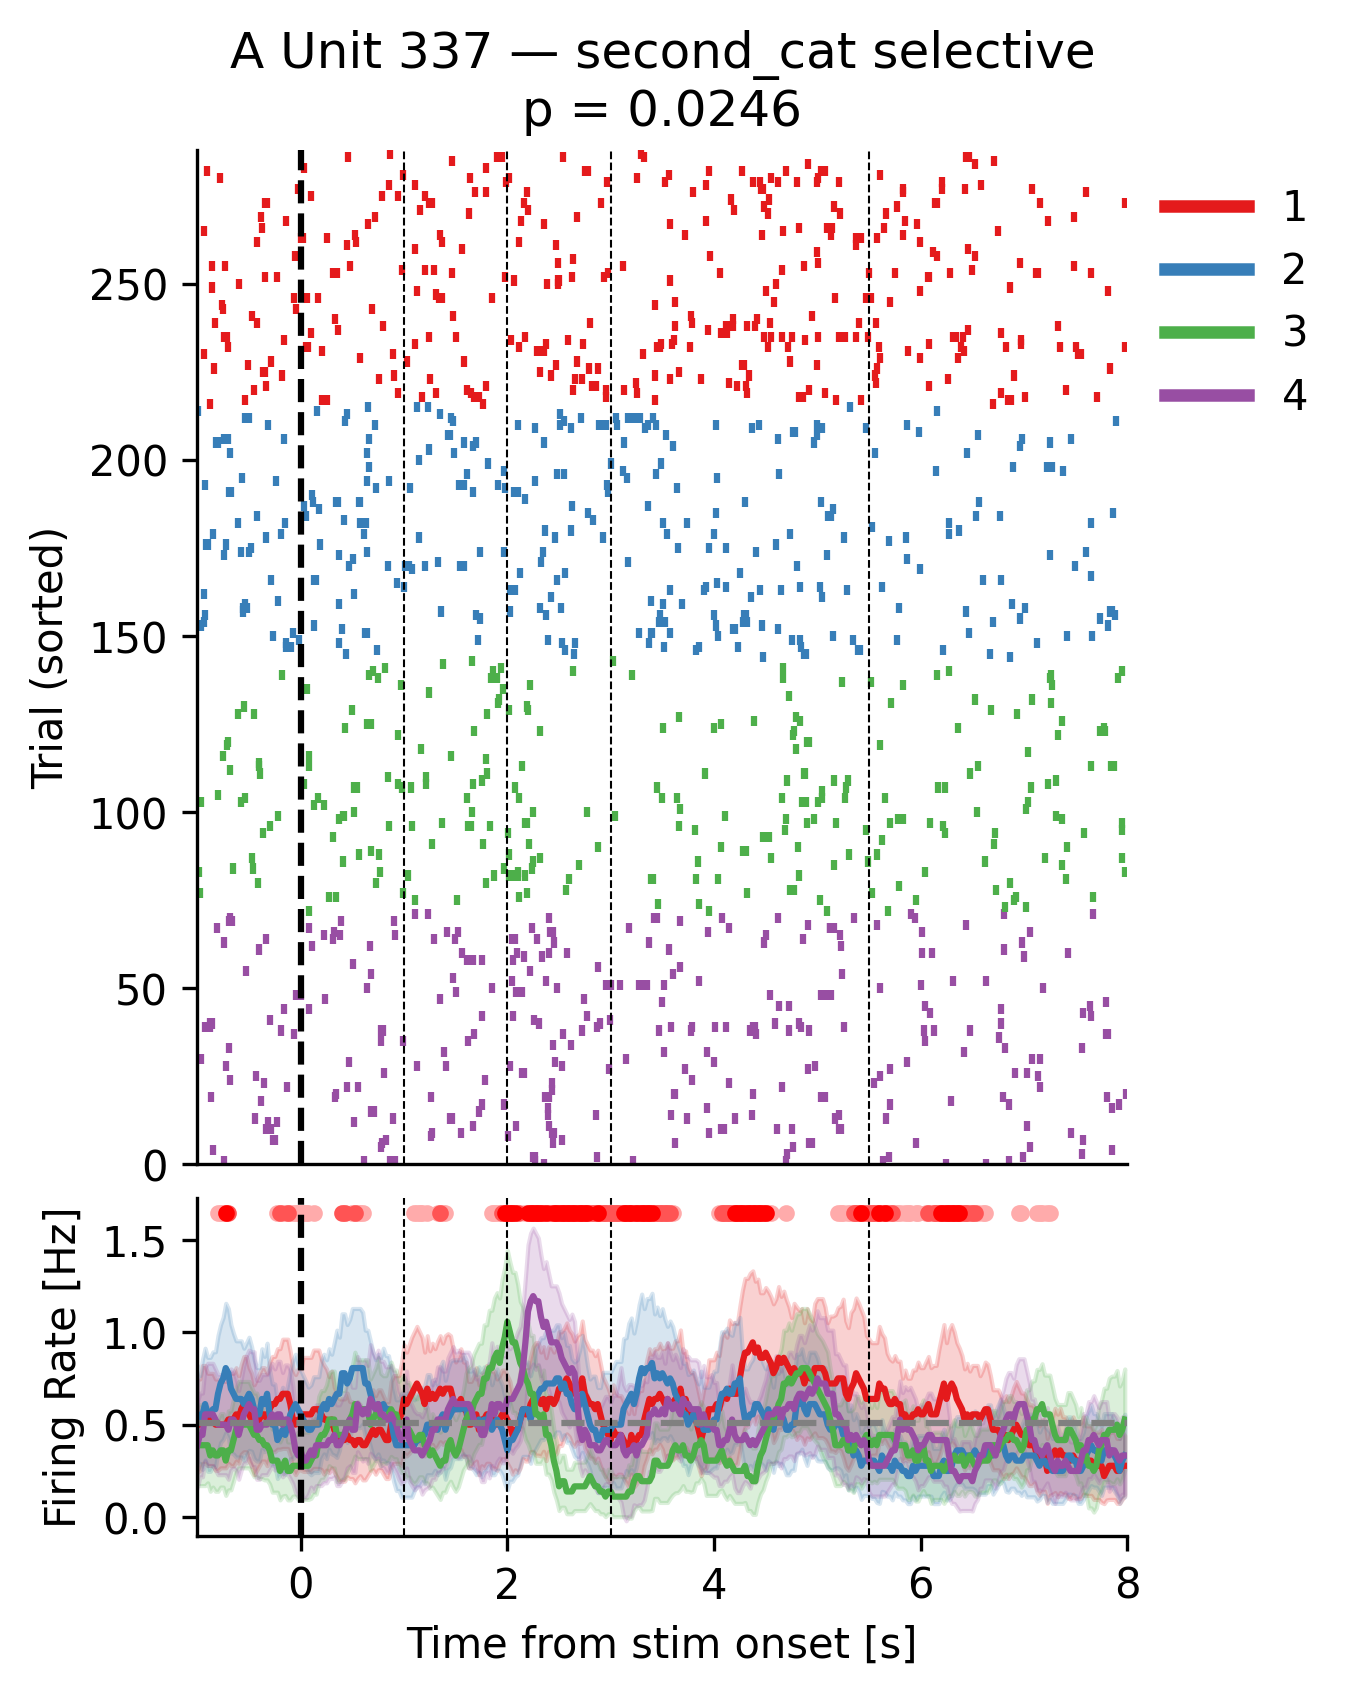 A Unit 337 — second_cat selective
p = 0.0246
1
2
3
4
250
200
150
100
50
0
Trial (sorted)
1.5
1.0
0.5
0.0
Firing Rate [Hz]
0 2 4 6 8
Time from stim onset [s]